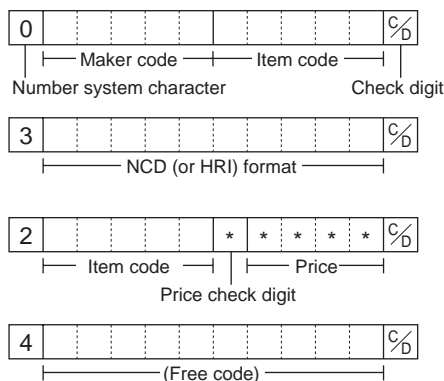 0 C/D
Maker code Item code
Number system character Check digit
3 C/D
NCD (or HRI) format
2 * * * * * C/D
Item code Price
Price check digit
4 C/D
(Free code)